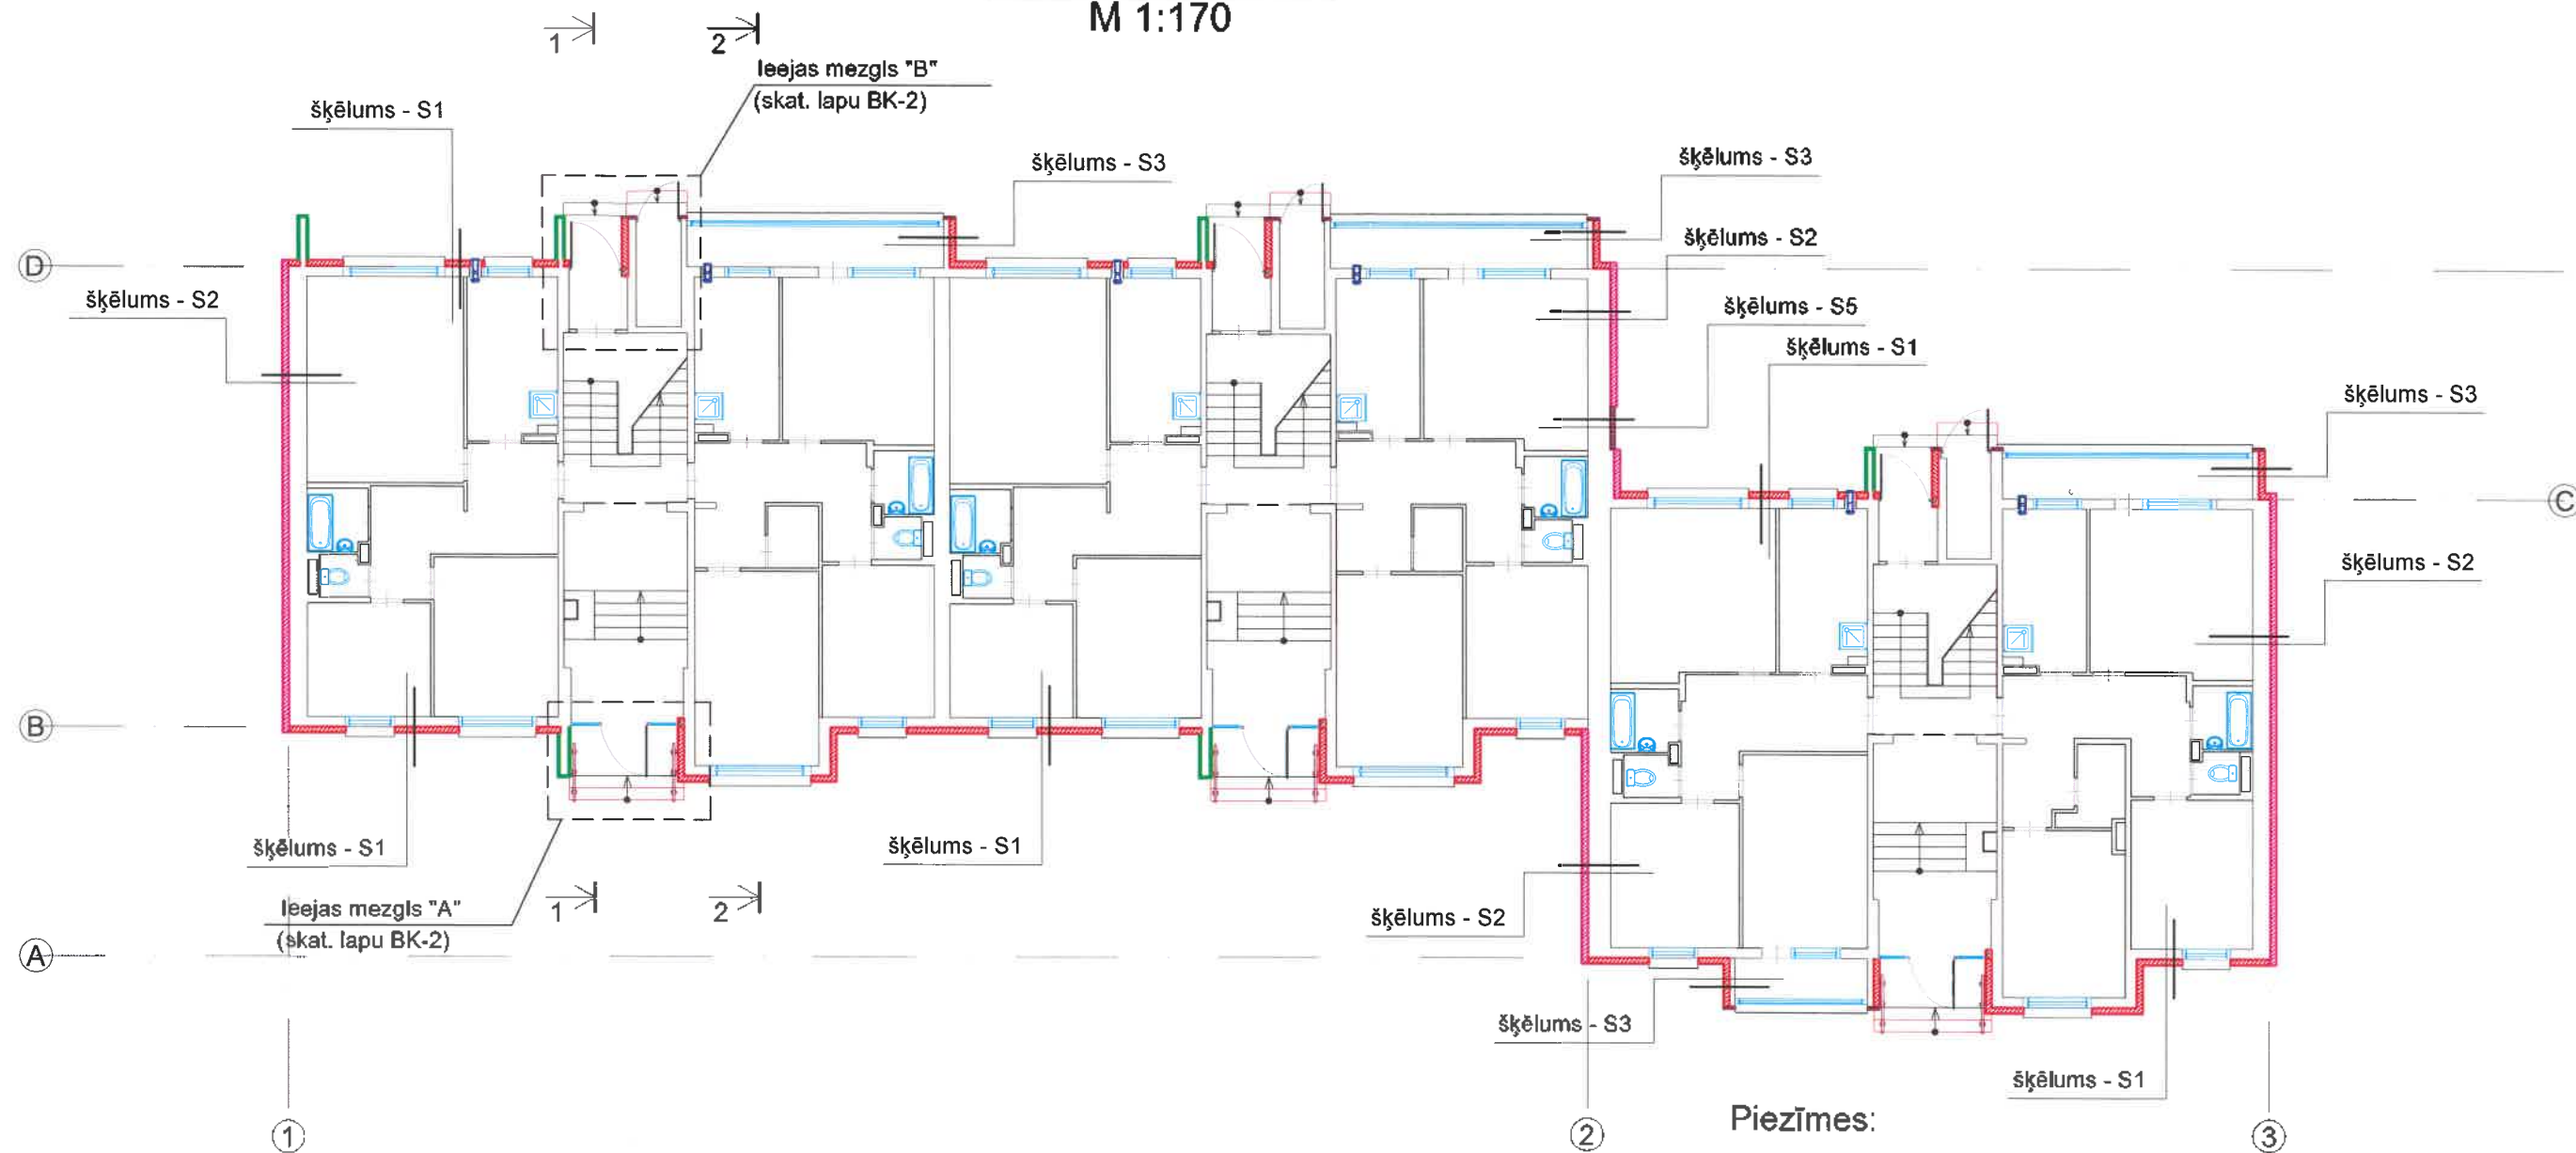 M 1:170
1
2
Ieejas mezgls "B"
(skat. lapu BK-2)
šķēlums - S1
šķēlums - S3
šķēlums - S3
šķēlums - S2
D
šķēlums - S2
šķēlums - S5
šķēlums - S1
šķēlums - S3
C
šķēlums - S2
B
šķēlums - S1
šķēlums - S1
1
2
Ieejas mezgls "A"
(skat. lapu BK-2)
šķēlums - S2
A
šķēlums - S3
šķēlums - S1
Piezīmes:
1
2
3